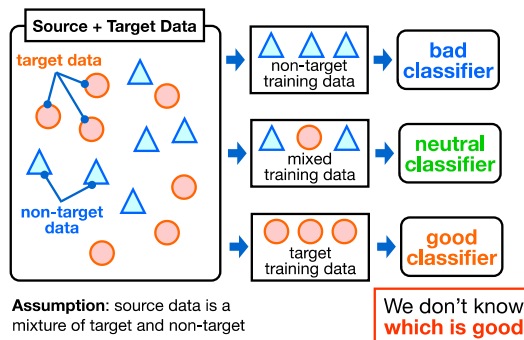 Source + Target Data
target data
non-target
data
non-target
training data
bad
classifier
mixed
training data
neutral
classifier
target
training data
good
classifier
Assumption: source data is a
mixture of target and non-target
We don't know
which is good